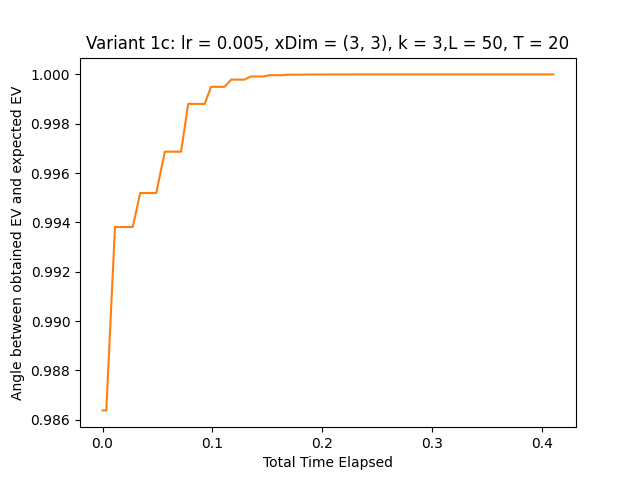 Variant 1c: lr = 0.005, xDim = (3, 3), k = 3,L = 50, T = 20
Angle between obtained EV and expected EV
1.000
0.998
0.996
0.994
0.992
0.990
0.988
0.986
0.0 0.1 0.2 0.3 0.4
Total Time Elapsed